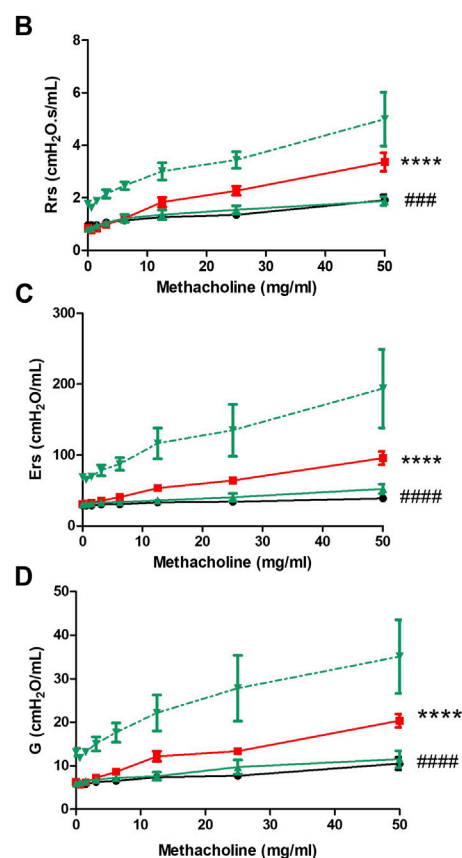 B
8
6
4
2
0
Rrs (cmH₂O.s/mL)
****
###
0 10 20 30 40 50
Methacholine (mg/ml)
C
300
200
100
0
Ers (cmH₂O/mL)
****
####
0 10 20 30 40 50
Methacholine (mg/ml)
D
50
40
30
20
10
0
G (cmH₂O/mL)
****
####
0 10 20 30 40 50
Methacholine (mg/ml)